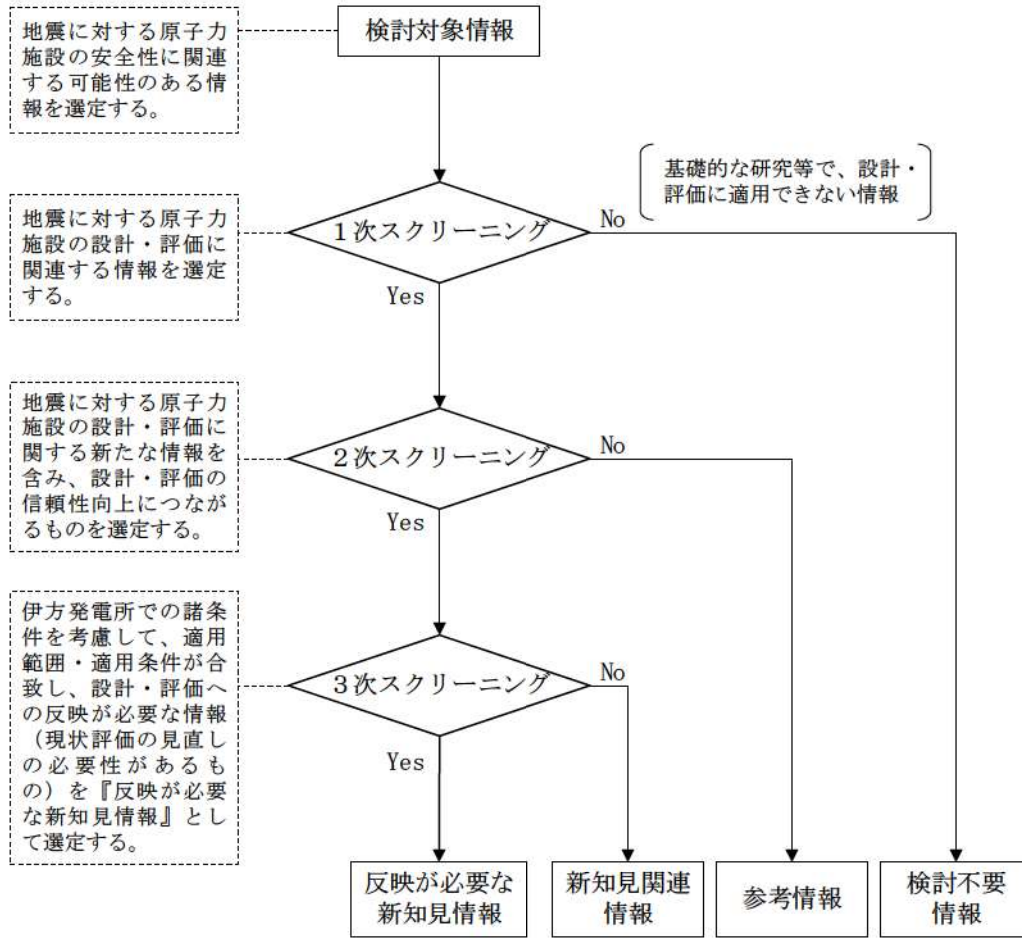 検討対象情報
地震に対する原子力
施設の安全性に関連
する可能性のある情
報を選定する。
基礎的な研究等で、設計・
評価に適用できない情報
1次スクリーニング
No
Yes
地震に対する原子力
施設の設計・評価に
関連する情報を選定
する。
2次スクリーニング
No
Yes
地震に対する原子力
施設の設計・評価に
関する新たな情報を
含み、設計・評価の
信頼性向上につなが
るものを選定する。
3次スクリーニング
No
Yes
伊方発電所での諸条
件を考慮して、適用
範囲・適用条件が合
致し、設計・評価へ
の反映が必要な情報
(現状評価の見直し
の必要性があるも
の)を『反映が必要
な新知見情報』とし
て選定する。
反映が必要な
新知見情報
新知見関連
情報
参考情報
検討不要
情報